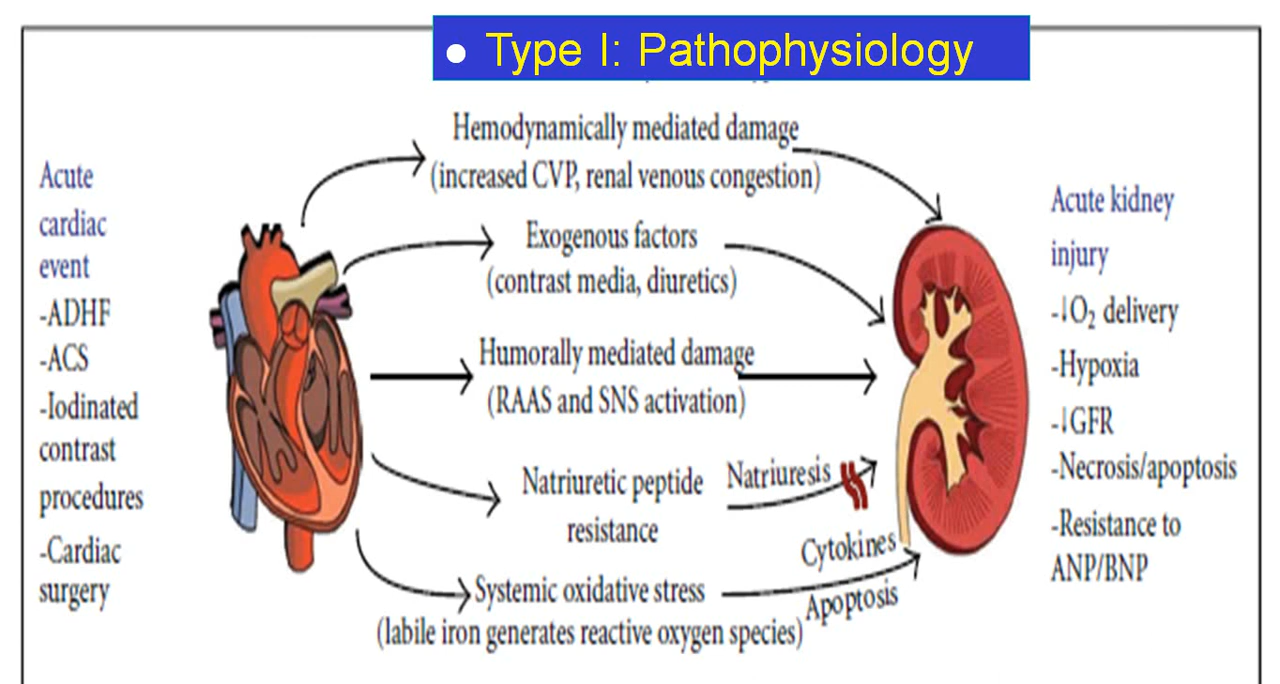 • Type I: Pathophysiology
Hemodynamically mediated damage
(increased CVP, renal venous congestion)
Exogenous factors
(contrast media, diuretics)
Humorally mediated damage
(RAAS and SNS activation)
Natriuretic peptide
resistance
Natriuresis
Cytokines
Apoptosis
Systemic oxidative stress
(labile iron generates reactive oxygen species)
Acute
cardiac
event
-ADHF
-ACS
-Iodinated
contrast
procedures
-Cardiac
surgery
Acute kidney
injury
-↓O₂ delivery
-Hypoxia
-↓GFR
-Necrosis/apoptosis
-Resistance to
ANP/BNP